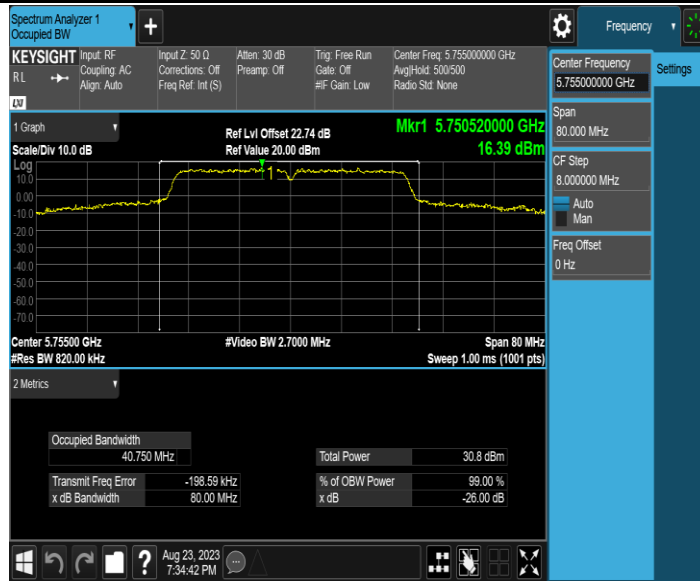 Spectrum Analyzer 1
Occupied BW
+
Frequency
KEYSIGHT
RL
LXI
Input: RF
Coupling: AC
Align: Auto
Input Z: 50 Ω
Corrections: Off
Freq Ref: Int (S)
Atten: 30 dB
Preamp: Off
Trig: Free Run
Gate: Off
#IF Gain: Low
Center Freq: 5.755000000 GHz
Avg|Hold: 500/500
Radio Std: None
Center Frequency
5.755000000 GHz
Settings
Span
80.000 MHz
CF Step
8.000000 MHz
Auto
Man
Freq Offset
0 Hz
1 Graph
Scale/Div 10.0 dB
Ref Lvl Offset 22.74 dB
Ref Value 20.00 dBm
Mkr1 5.750520000 GHz
16.39 dBm
Log
10.0
0.00
-10.0
-20.0
-30.0
-40.0
-50.0
-60.0
-70.0
1
Center 5.75500 GHz
#Res BW 820.00 kHz
#Video BW 2.7000 MHz
Span 80 MHz
Sweep 1.00 ms (1001 pts)
2 Metrics
Occupied Bandwidth
40.750 MHz
Total Power 30.8 dBm
Transmit Freq Error -198.59 kHz
x dB Bandwidth 80.00 MHz
% of OBW Power 99.00 %
x dB -26.00 dB
?
Aug 23, 2023
7:34:42 PM